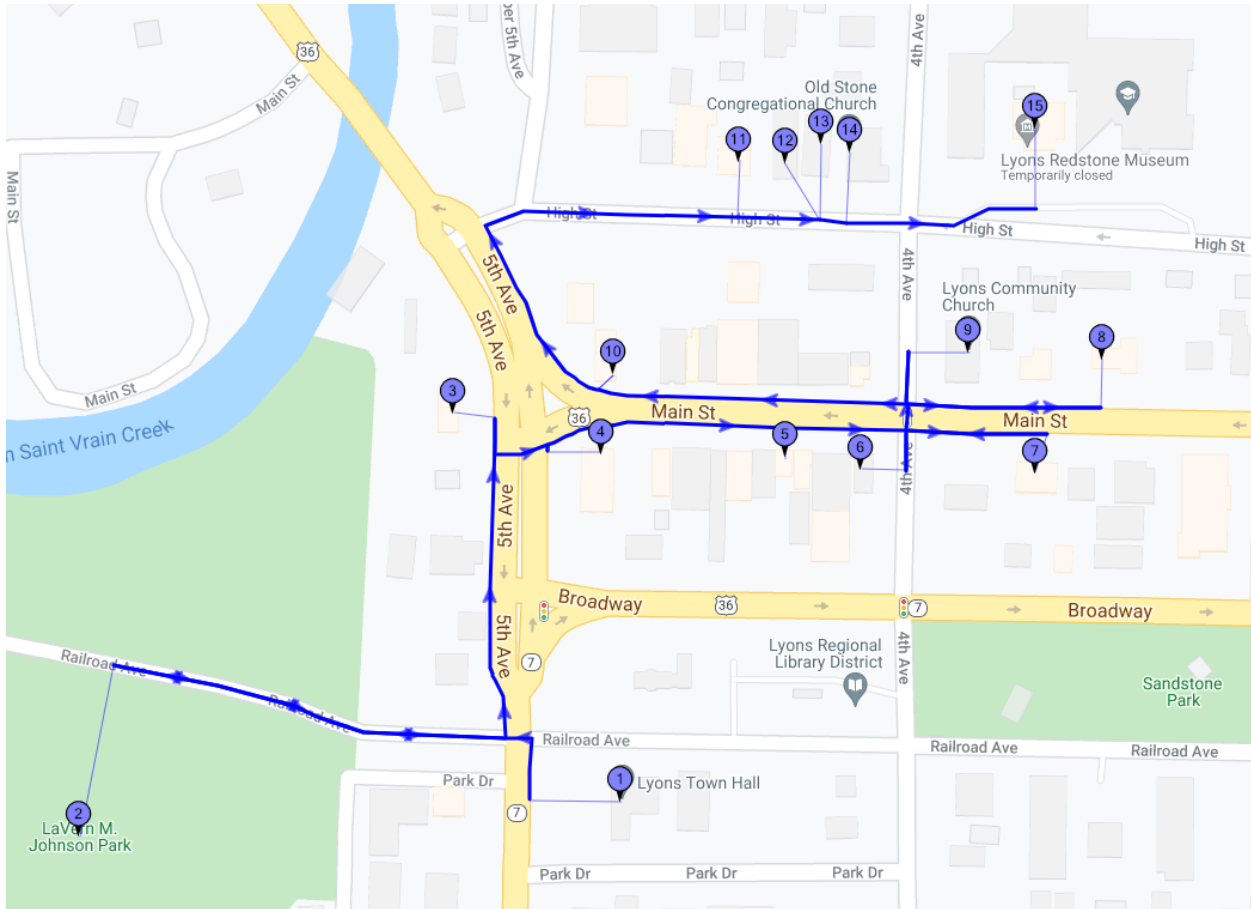 36
per 5th Ave
4th Ave
Old Stone
Congregational Church
Main St
15
13
14
11
12
Lyons Redstone Museum
Temporarily closed
Main St
High St
High St
High St
High St
5th Ave
4th Ave
Lyons Community
Church
5th Ave
9
8
10
3
Main St
Main St
36
Main St
n Saint Vrain Creek
4
5
6
7
4th Ave
5th Ave
Broadway
36
7
Broadway
5th Ave
4th Ave
Lyons Regional
Library District
Railroad Ave
7
Sandstone
Park
Railroad Ave
Railroad Ave
Railroad Ave
Railroad Ave
Park Dr
1
Lyons Town Hall
7
2
LaVern M.
Johnson Park
Park Dr
Park Dr
Park Dr